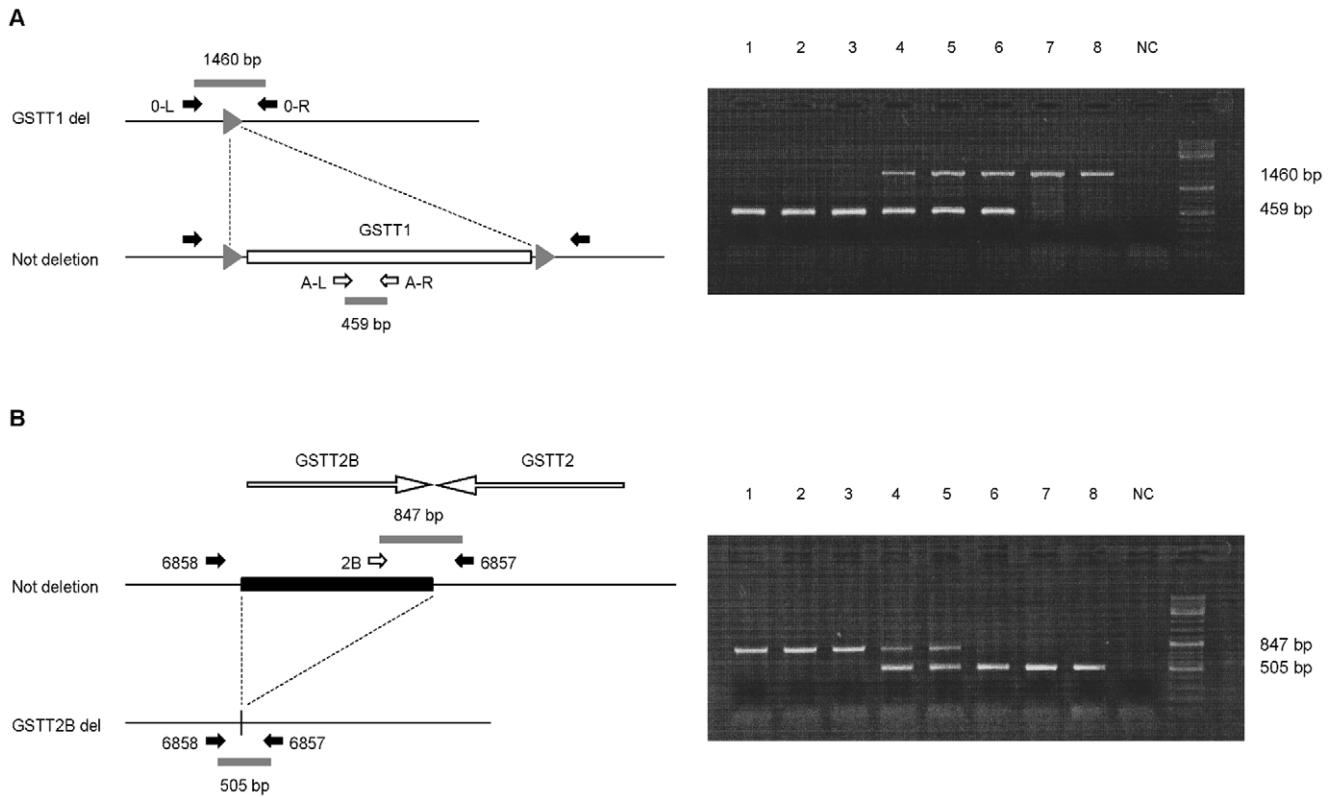 A
1460 bp
0-L
0-R
GSTT1 del
GSTT1
Not deletion
A-L
A-R
459 bp
1 2 3 4 5 6 7 8 NC
1460 bp
459 bp
B
GSTT2B
GSTT2
847 bp
6858
2B
6857
Not deletion
GSTT2B del
6858
6857
505 bp
1 2 3 4 5 6 7 8 NC
847 bp
505 bp